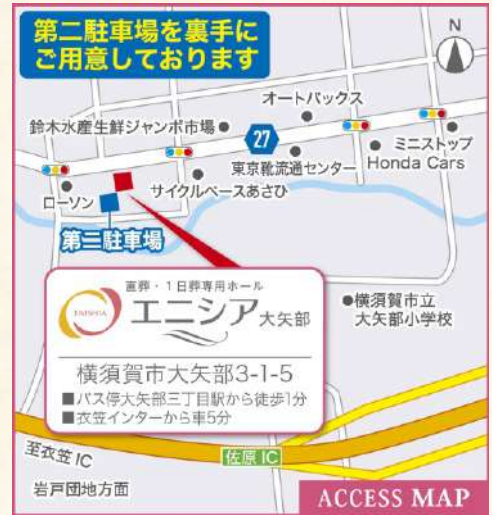 第二駐車場を裏手に
ご用意しております
N
オートバックス
鈴木水産生鮮ジャンボ市場
27
ミニストップ
東京靴流通センター
Honda Cars
ローソン
サイクルベースあさひ
第二駐車場
直葬・1日葬専用ホール
ENISHIA
エニシア 大矢部
横須賀市立
大矢部小学校
横須賀市大矢部3-1-5
■バス停大矢部三丁目駅から徒歩1分
■衣笠インターから車5分
至衣笠IC
佐原IC
岩戸団地方面
ACCESS MAP